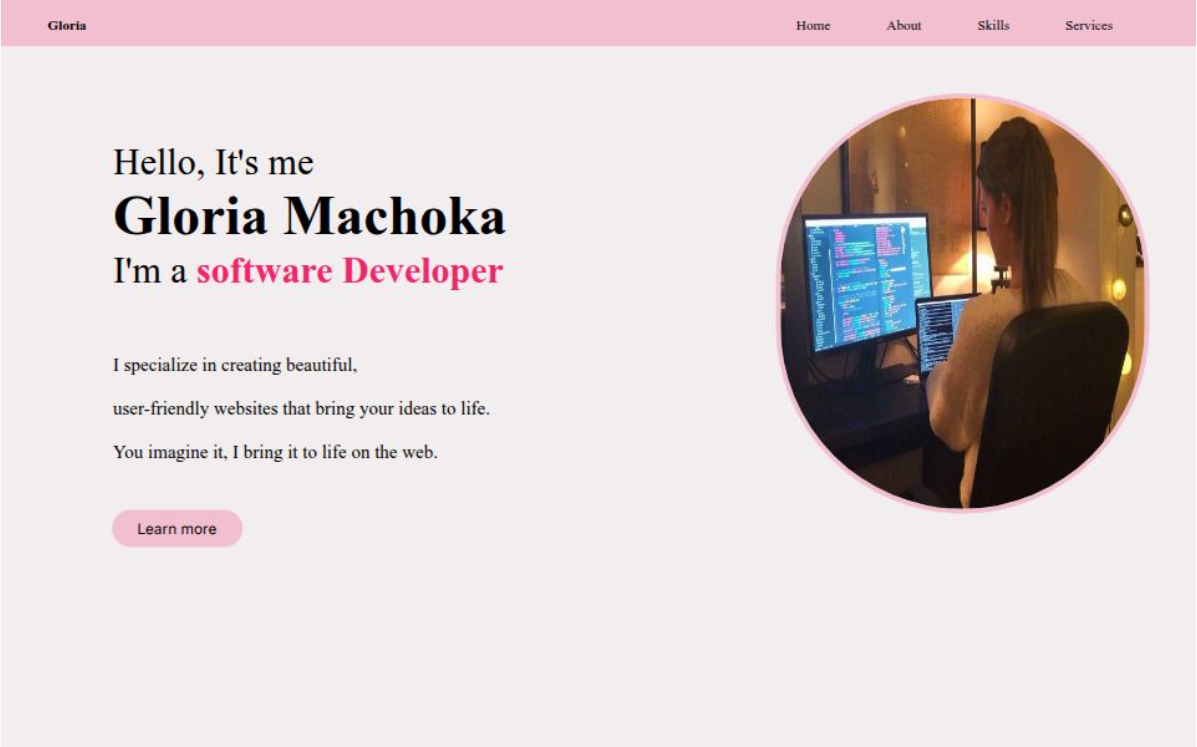 Gloria
Home About Skills Services
Hello, It's me
Gloria Machoka
I'm a software Developer
I specialize in creating beautiful,
user-friendly websites that bring your ideas to life.
You imagine it, I bring it to life on the web.
Learn more